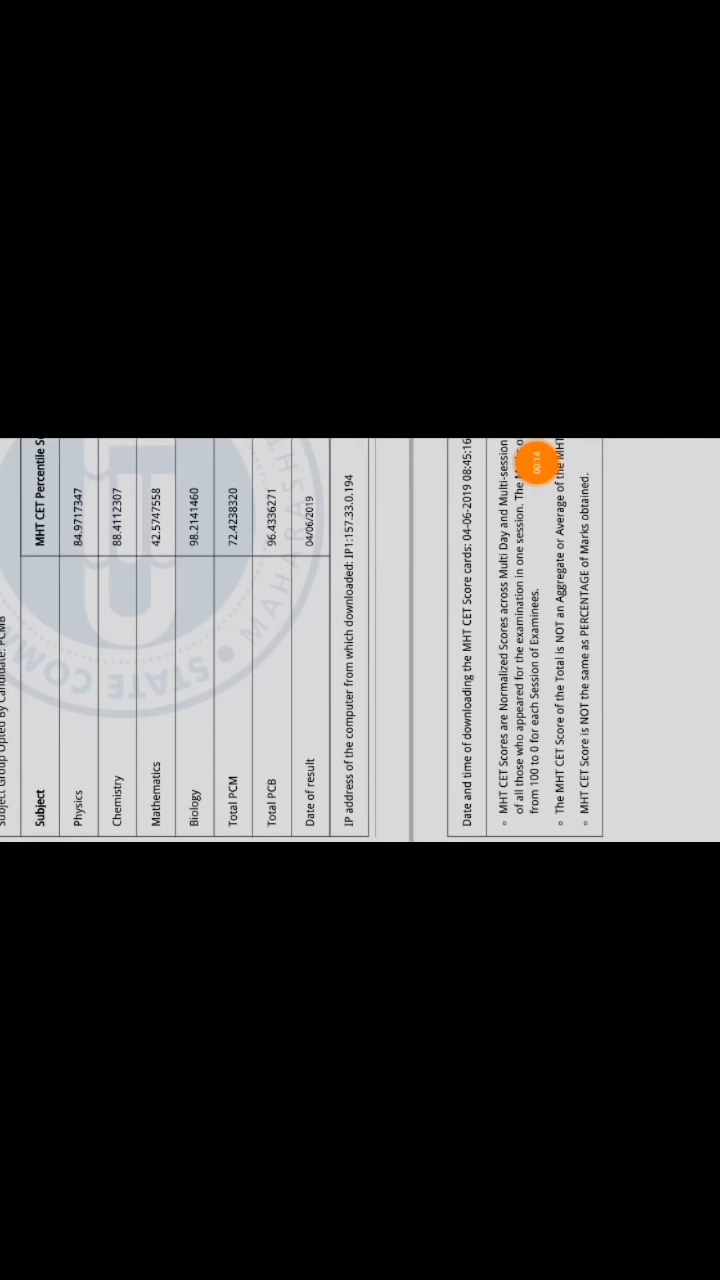 Subject Group Opted By Candidate: PCMB
Subject MHT CET Percentile
Physics 84.9717347
Chemistry 88.4112307
Mathematics 42.5747558
Biology 98.2141460
Total PCM 72.4238320
Total PCB 96.4336271
Date of result 04/06/2019
IP address of the computer from which downloaded: IP1:157.33.0.194
STATE COMM
MAHARASHT
Date and time of downloading the MHT CET Score cards: 04-06-2019 08:45:16
◦ MHT CET Scores are Normalized Scores across Multi Day and Multi-session
of all those who appeared for the examination in one session. The
from 100 to 0 for each Session of Examinees.
◦ The MHT CET Score of the Total is NOT an Aggregate or Average of the MHT
◦ MHT CET Score is NOT the same as PERCENTAGE of Marks obtained.
00:14